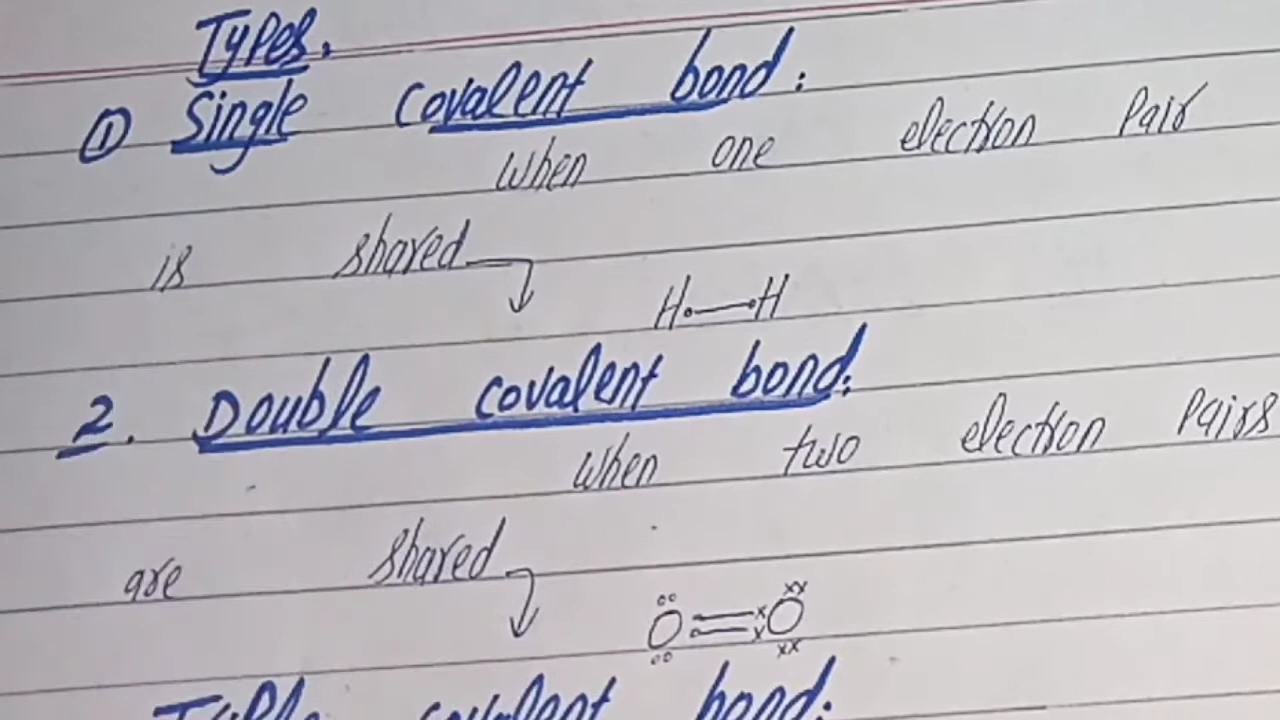 Types.
① Single covalent bond:
when one electron Pair
is shared
H·—·H
2. Double covalent bond:
when two electron Pairs
are shared
O=O
covalent bond: